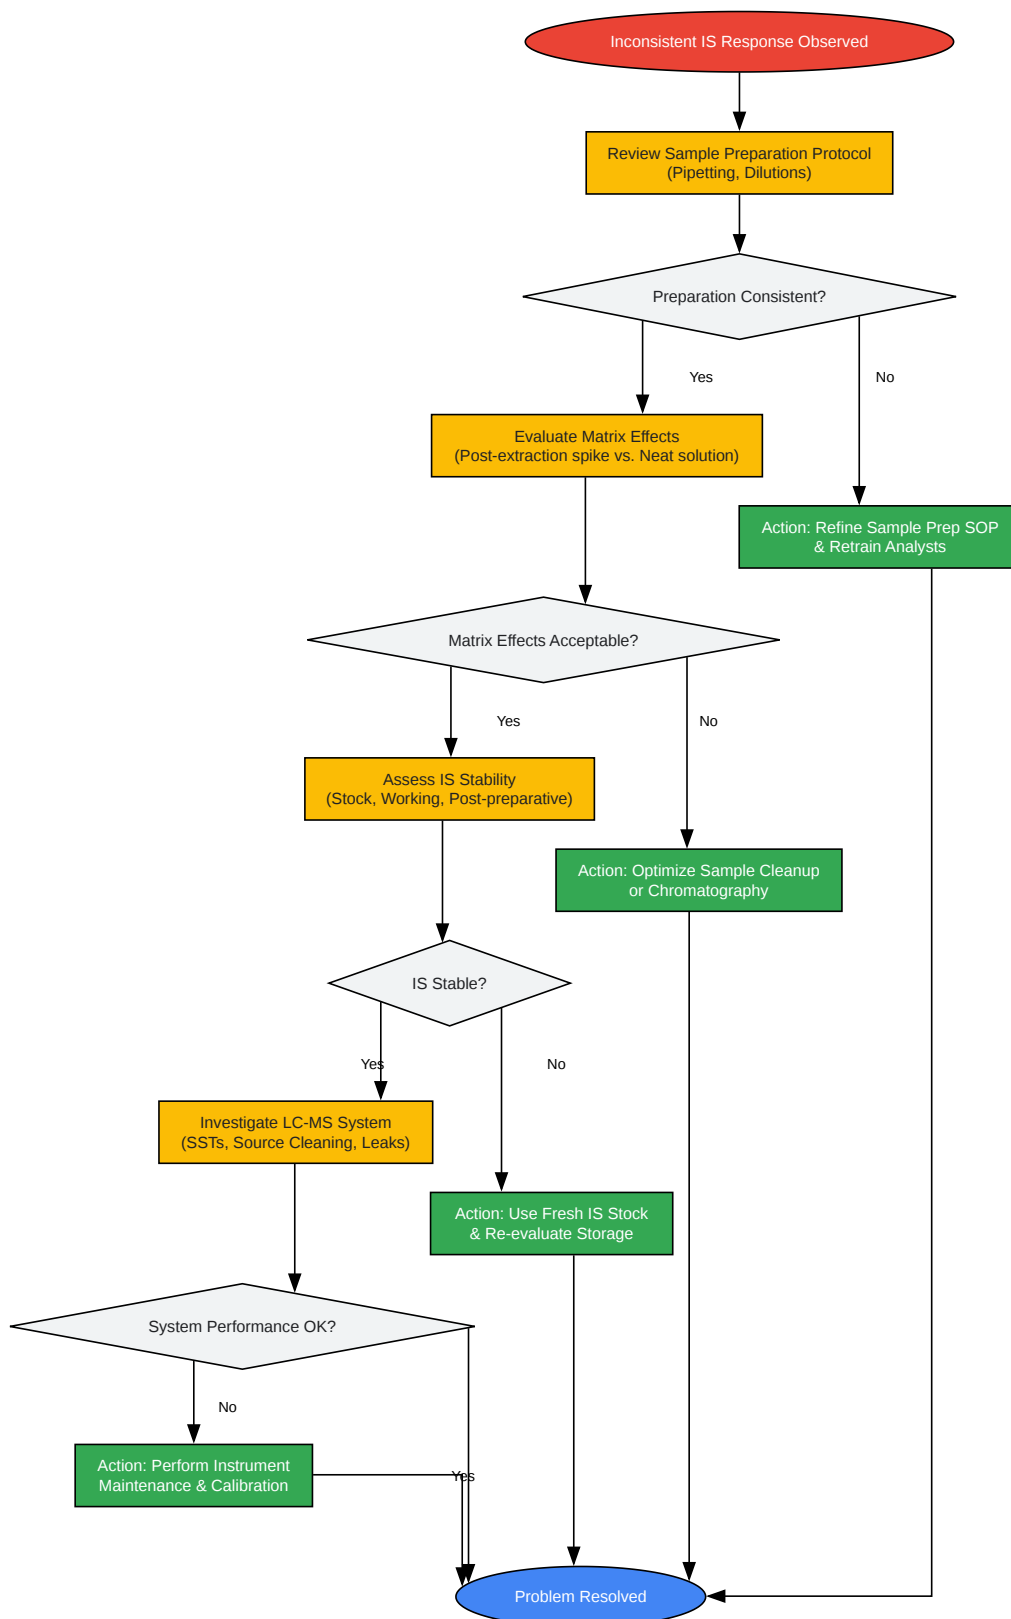 Inconsistent IS Response Observed
Review Sample Preparation Protocol
(Pipetting, Dilutions)
Preparation Consistent?
Yes
No
Evaluate Matrix Effects
(Post-extraction spike vs. Neat solution)
Action: Refine Sample Prep SOP
& Retrain Analysts
Matrix Effects Acceptable?
Yes
No
Assess IS Stability
(Stock, Working, Post-preparative)
Action: Optimize Sample Cleanup
or Chromatography
IS Stable?
Yes
No
Investigate LC-MS System
(SSTs, Source Cleaning, Leaks)
Action: Use Fresh IS Stock
& Re-evaluate Storage
System Performance OK?
No
Action: Perform Instrument
Maintenance & Calibration
Yes
Problem Resolved